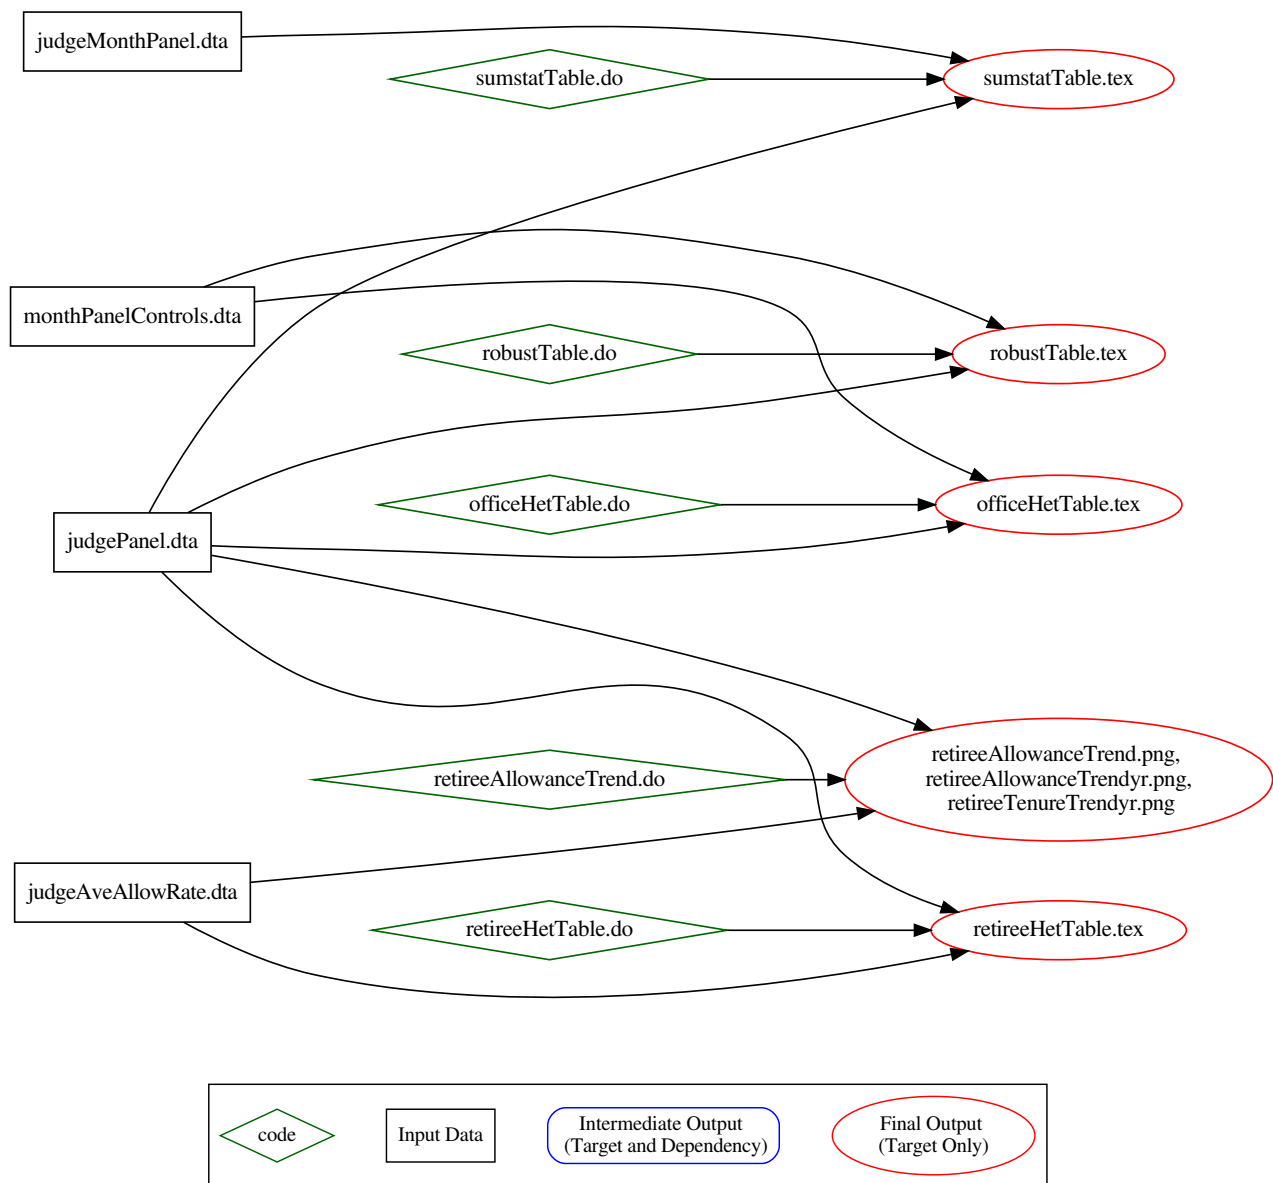 judgeMonthPanel.dta
sumstatTable.do
sumstatTable.tex
monthPanelControls.dta
robustTable.do
robustTable.tex
judgePanel.dta
officeHetTable.do
officeHetTable.tex
retireeAllowanceTrend.do
retireeAllowanceTrend.png,
retireeAllowanceTrendyr.png,
retireeTenureTrendyr.png
judgeAveAllowRate.dta
retireeHetTable.do
retireeHetTable.tex
code
Input Data
Intermediate Output
(Target and Dependency)
Final Output
(Target Only)